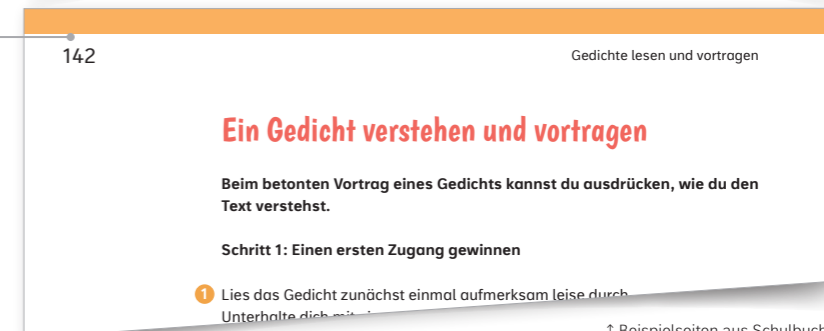 142
Gedichte lesen und vortragen
Ein Gedicht verstehen und vortragen
Beim betonten Vortrag eines Gedichts kannst du ausdrücken, wie du den
Text verstehst.
Schritt 1: Einen ersten Zugang gewinnen
1 Lies das Gedicht zunächst einmal aufmerksam leise durch
Unterhalte dich
↑ Beispielseiten aus Schulbuch